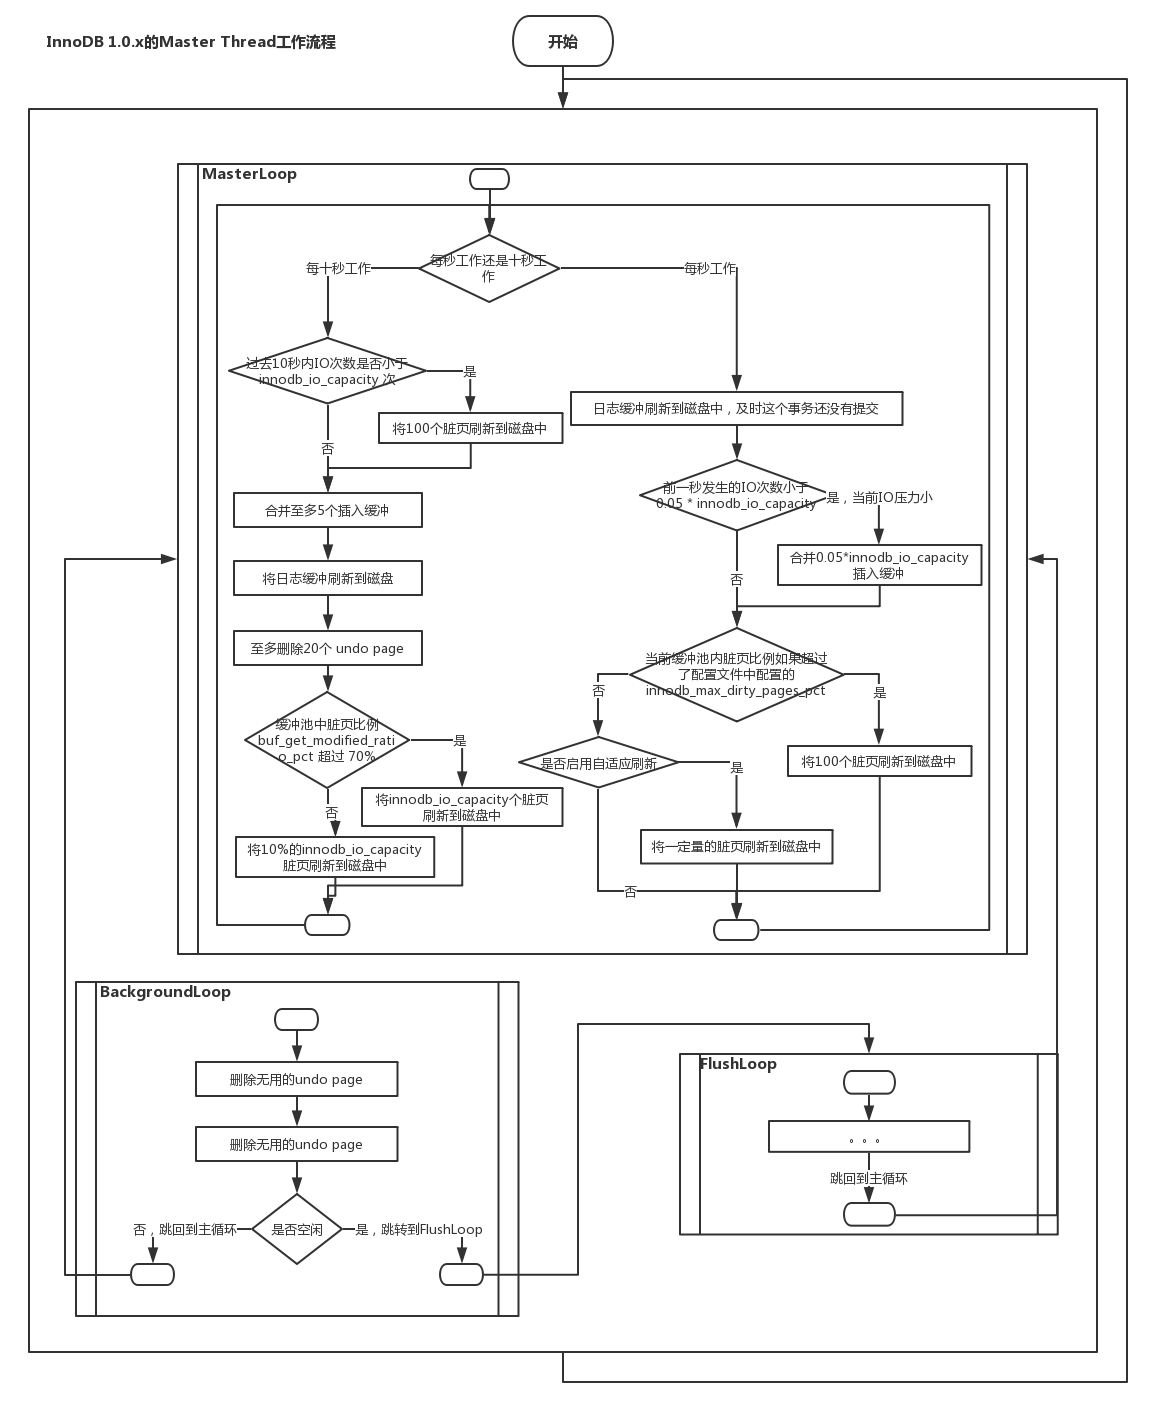 InnoDB 1.0.x的Master Thread工作流程
开始
MasterLoop
每秒工作还是十秒工
作
每十秒工作
每秒工作
过去10秒内IO次数是否小于
innodb_io_capacity 次
是
将100个脏页刷新到磁盘中
否
合并至多5个插入缓冲
将日志缓冲刷新到磁盘
至多删除20个 undo page
缓冲池中脏页比例
buf_get_modified_rati
o_pct 超过 70%
是
将innodb_io_capacity个脏页
刷新到磁盘中
否
将10%的innodb_io_capacity
脏页刷新到磁盘中
日志缓冲刷新到磁盘中，及时这个事务还没有提交
前一秒发生的IO次数小于
0.05 * innodb_io_capacity
是，当前IO压力小
合并0.05*innodb_io_capacity
插入缓冲
否
当前缓冲池内脏页比例如果超过
了配置文件中配置的
innodb_max_dirty_pages_pct
否
是
是否启用自适应刷新
是
将100个脏页刷新到磁盘中
将一定量的脏页刷新到磁盘中
否
BackgroundLoop
删除无用的undo page
删除无用的undo page
是否空闲
否，跳回到主循环
是，跳转到FlushLoop
FlushLoop
。。。
跳回到主循环